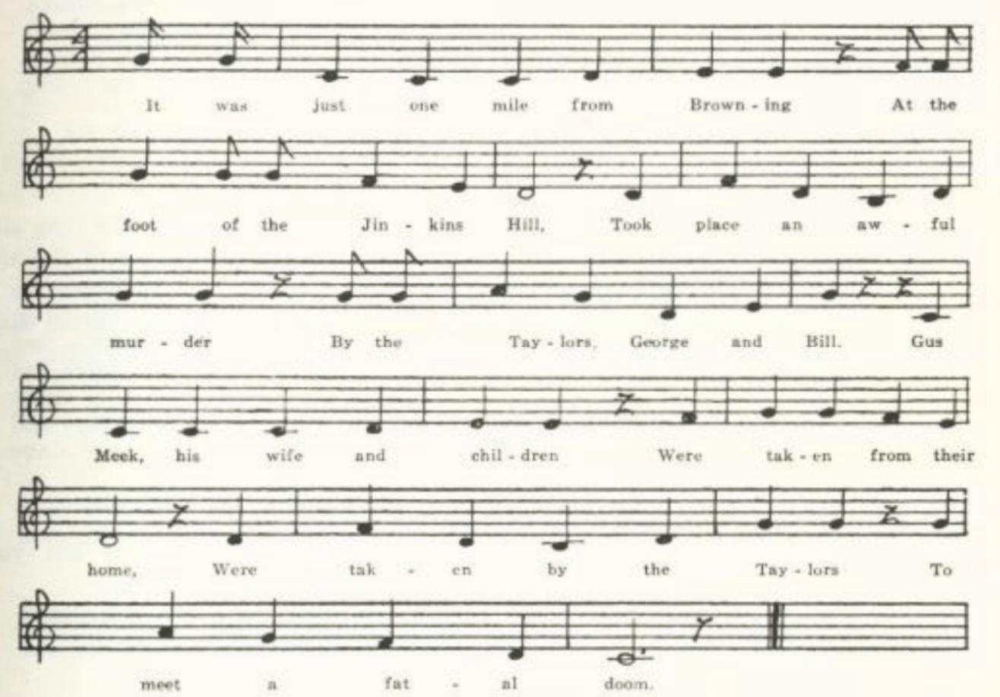 It was just one mile from Brown - ing At the
foot of the Jin - kins Hill, Took place an aw - ful
mur - der By the Tay - lors, George and Bill. Gus
Meek, his wife and chil - dren Were tak - en from their
home, Were tak - en by the Tay - lors To
meet a fat - al doom.